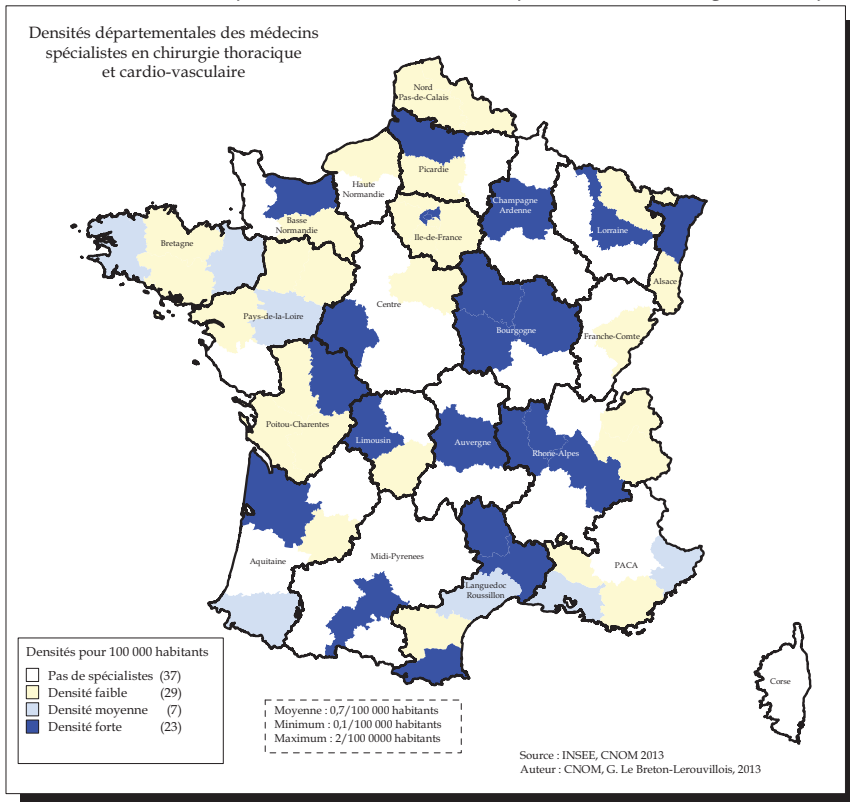 Densités départementales des médecins
spécialistes en chirurgie thoracique
et cardio-vasculaire
Nord
Pas-de-Calais
Picardie
Haute
Normandie
Basse
Normandie
Champagne
Ardenne
Lorraine
Ile-de-France
Bretagne
Alsace
Centre
Pays-de-la-Loire
Bourgogne
Franche-Comte
Poitou-Charentes
Limousin
Auvergne
Rhone-Alpes
Aquitaine
Midi-Pyrenees
PACA
Languedoc
Roussillon
Corse
Densités pour 100 000 habitants
Pas de spécialistes (37)
Densité faible (29)
Densité moyenne (7)
Densité forte (23)
Moyenne : 0,7/100 000 habitants
Minimum : 0,1/100 000 habitants
Maximum : 2/100 0000 habitants
Source : INSEE, CNOM 2013
Auteur : CNOM, G. Le Breton-Lerouvillois, 2013